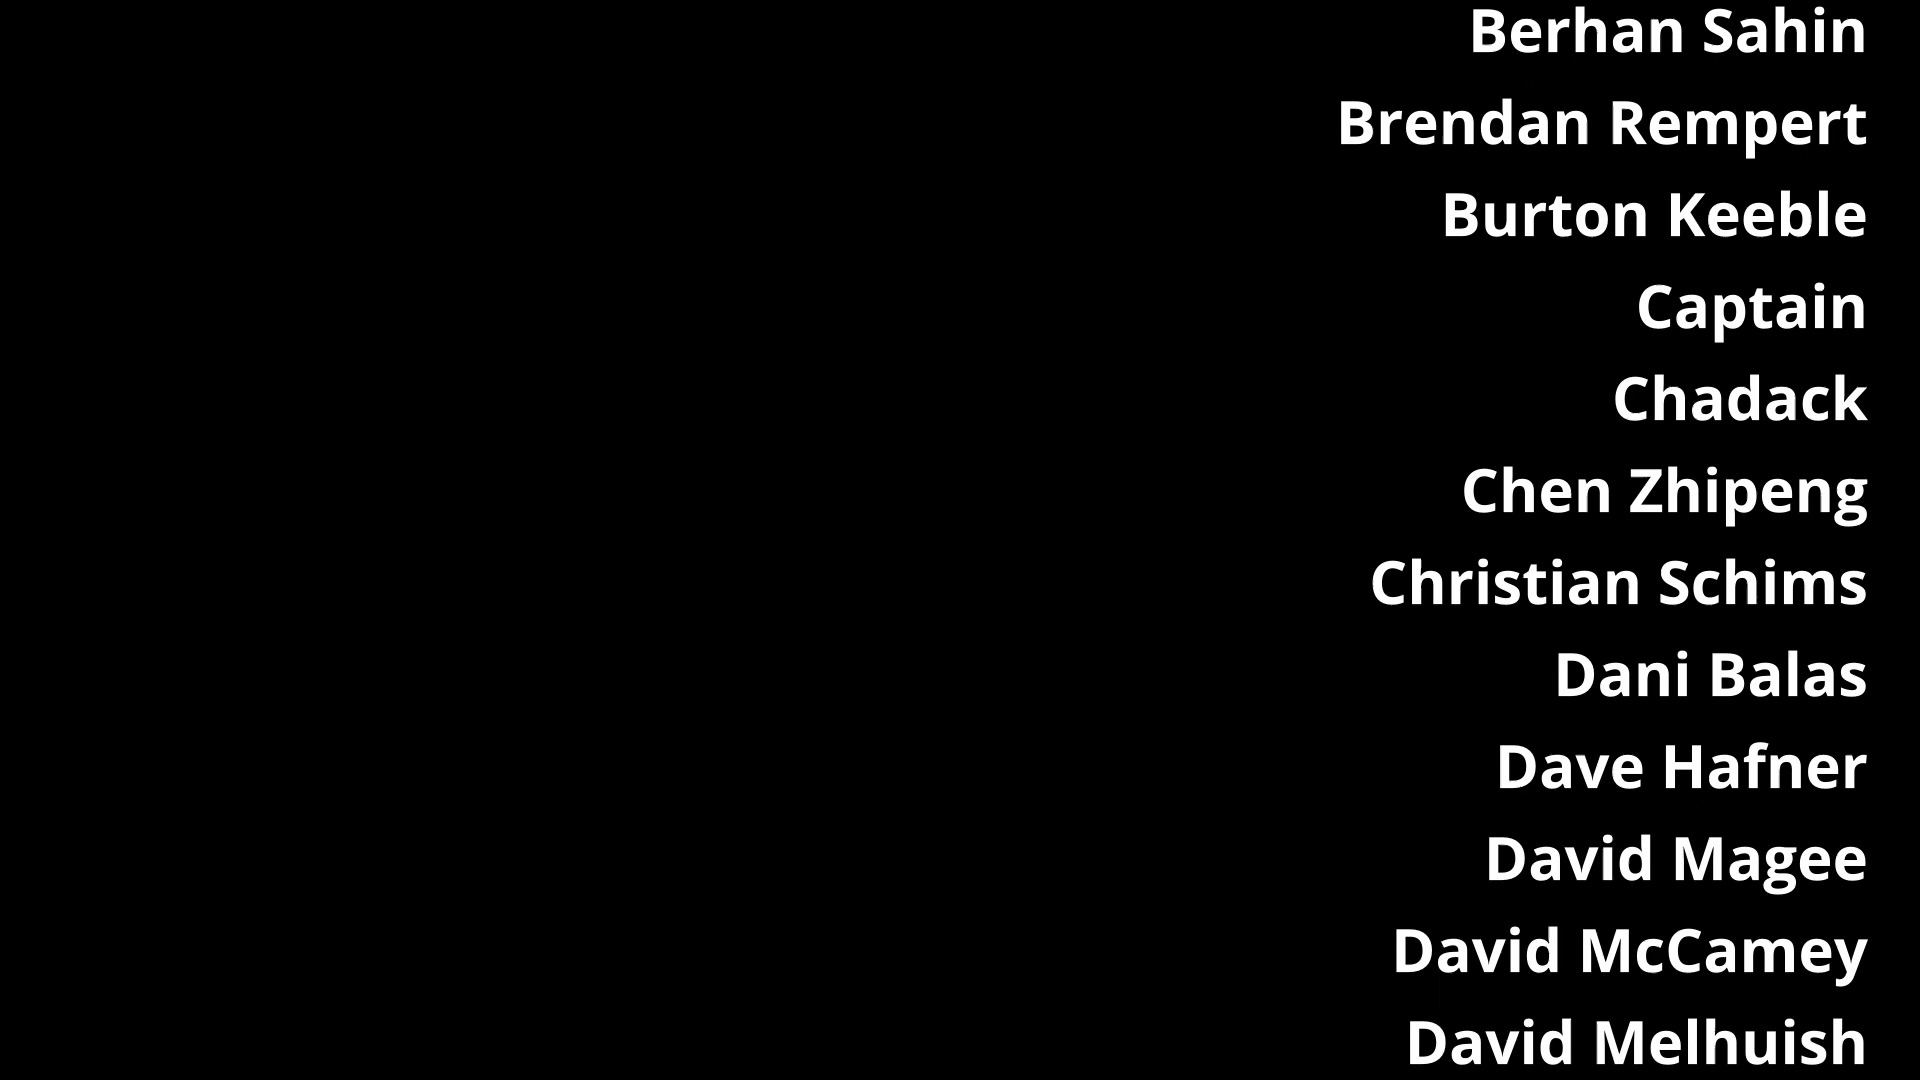 Berhan Sahin
Brendan Rempert
Burton Keeble
Captain
Chadack
Chen Zhipeng
Christian Schims
Dani Balas
Dave Hafner
David Magee
David McCamey
David Melhuish